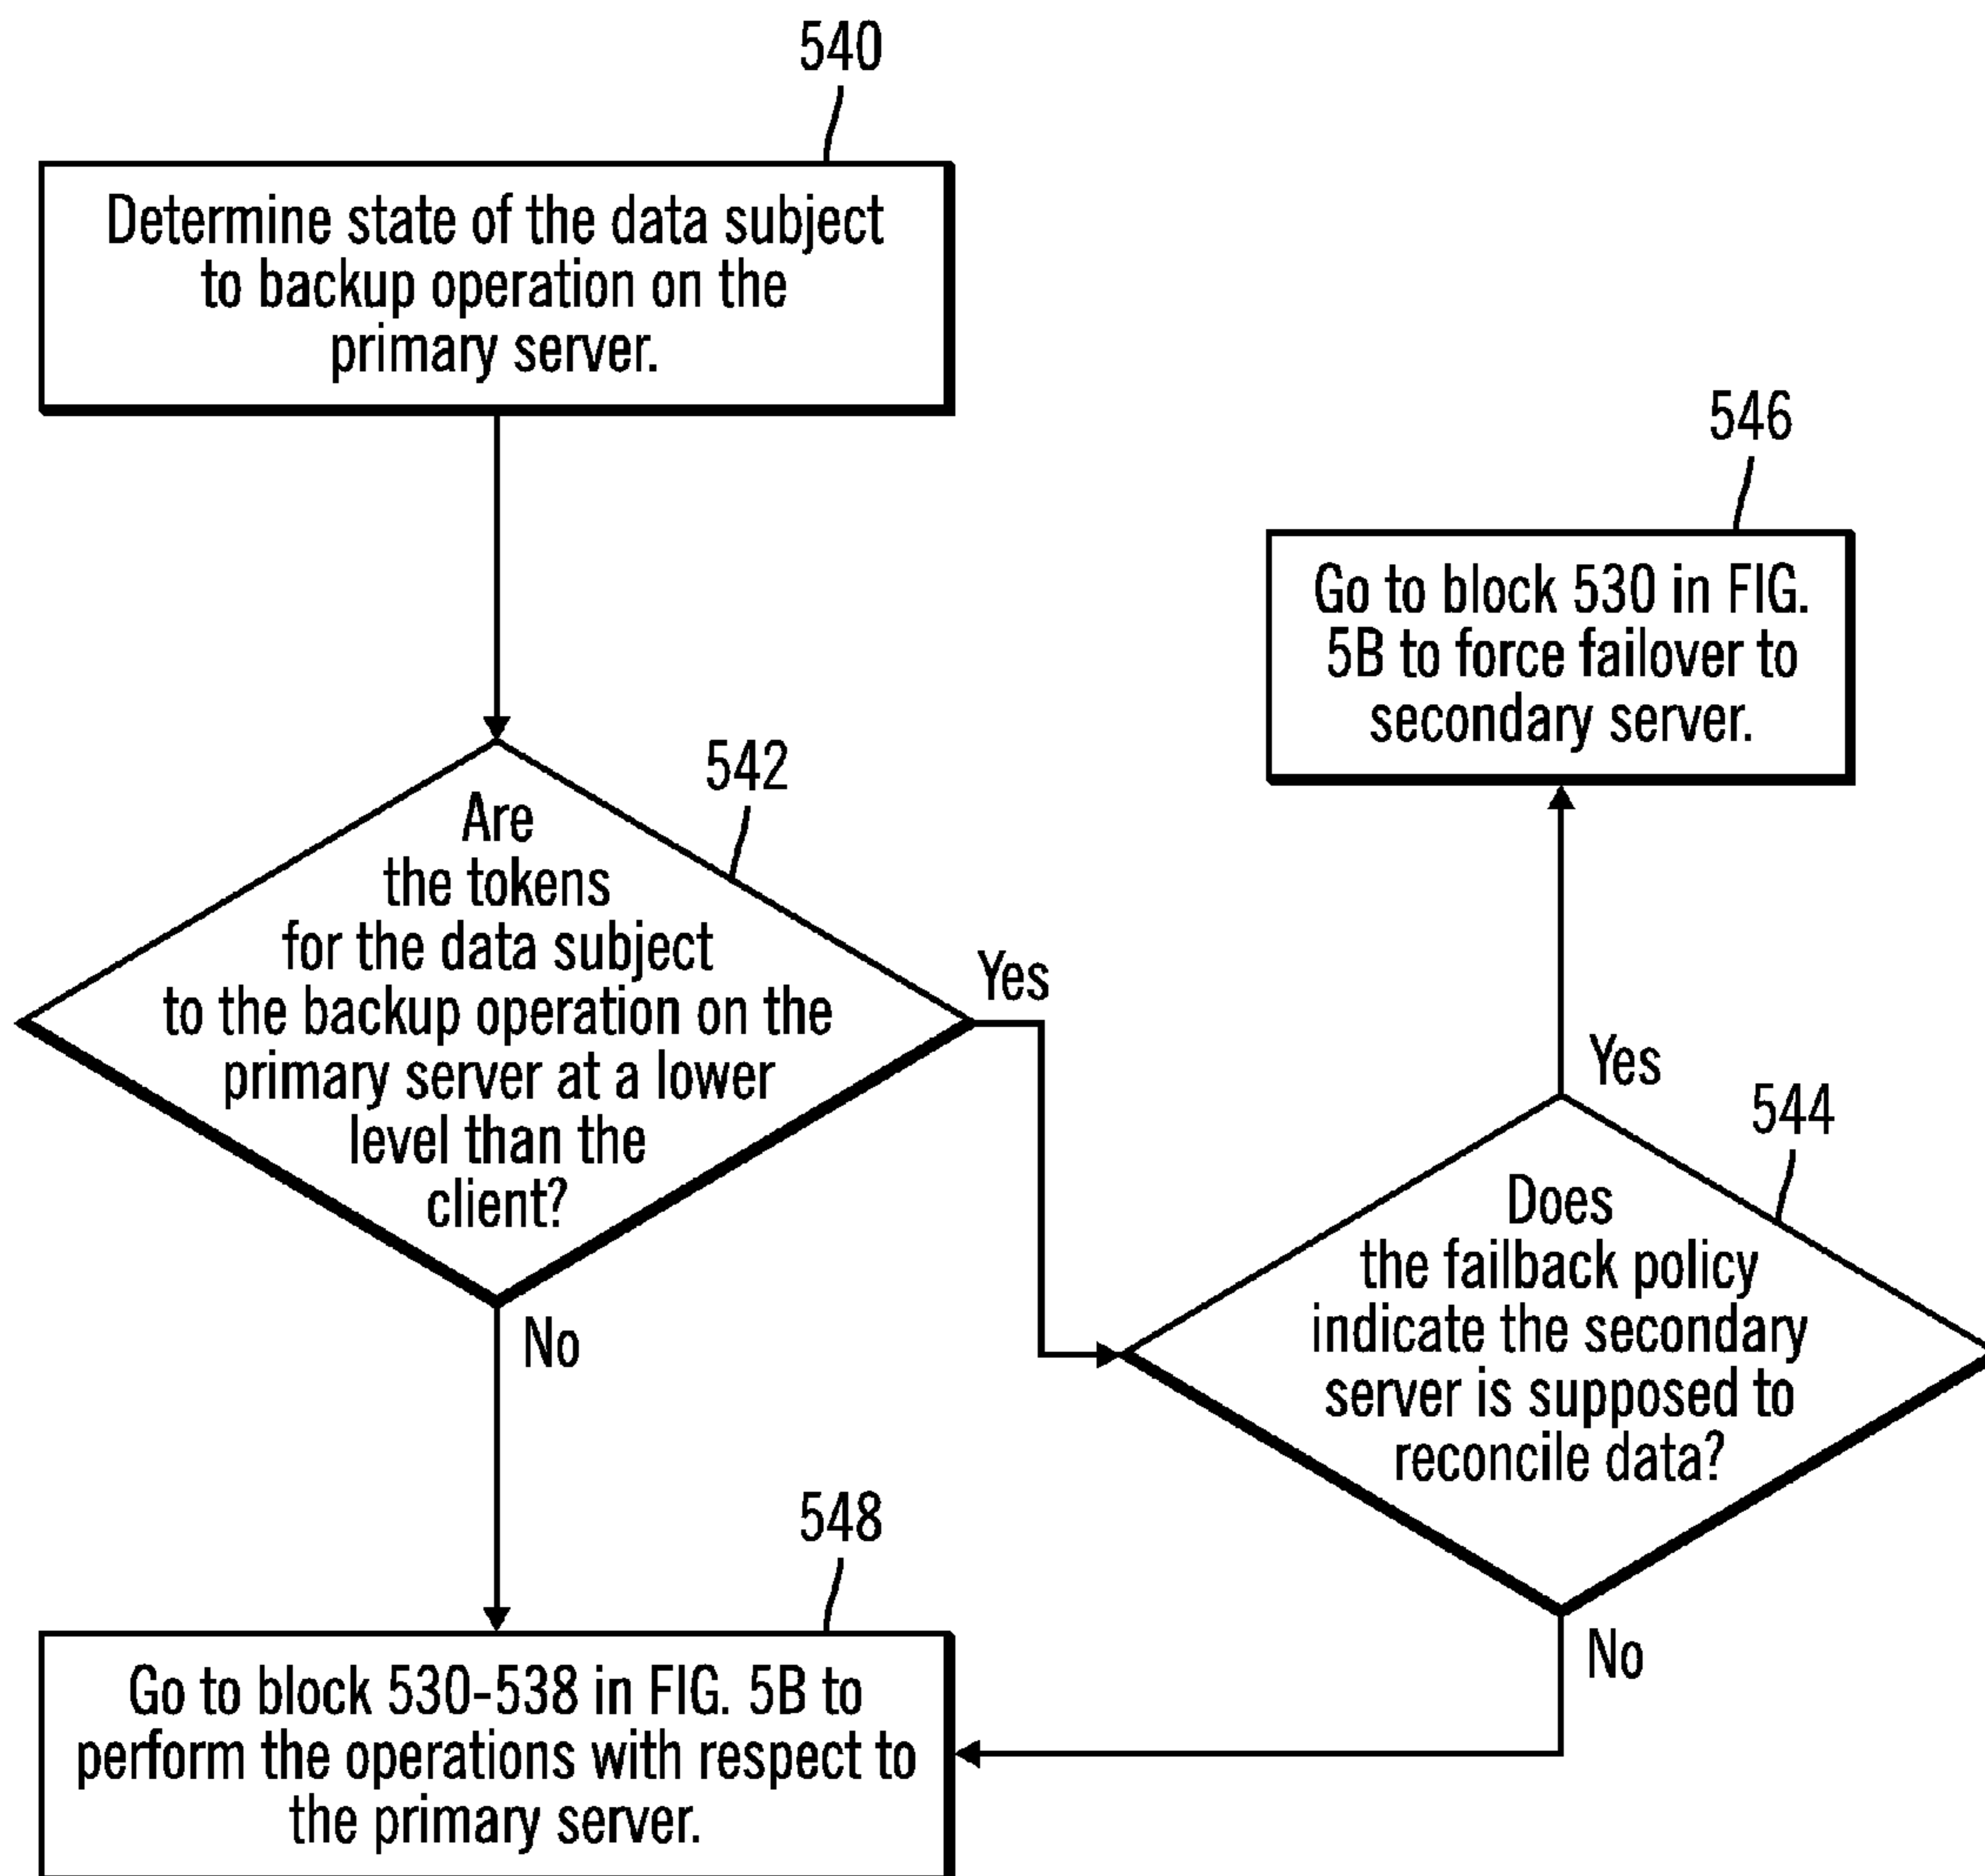 540
Determine state of the data subject
to backup operation on the
primary server.
546
Go to block 530 in FIG.
5B to force failover to
secondary server.
542
Are
the tokens
for the data subject
to the backup operation on the
primary server at a lower
level than the
client?
Yes
No
Yes
544
Does
the failback policy
indicate the secondary
server is supposed to
reconcile data?
No
548
Go to block 530-538 in FIG. 5B to
perform the operations with respect to
the primary server.